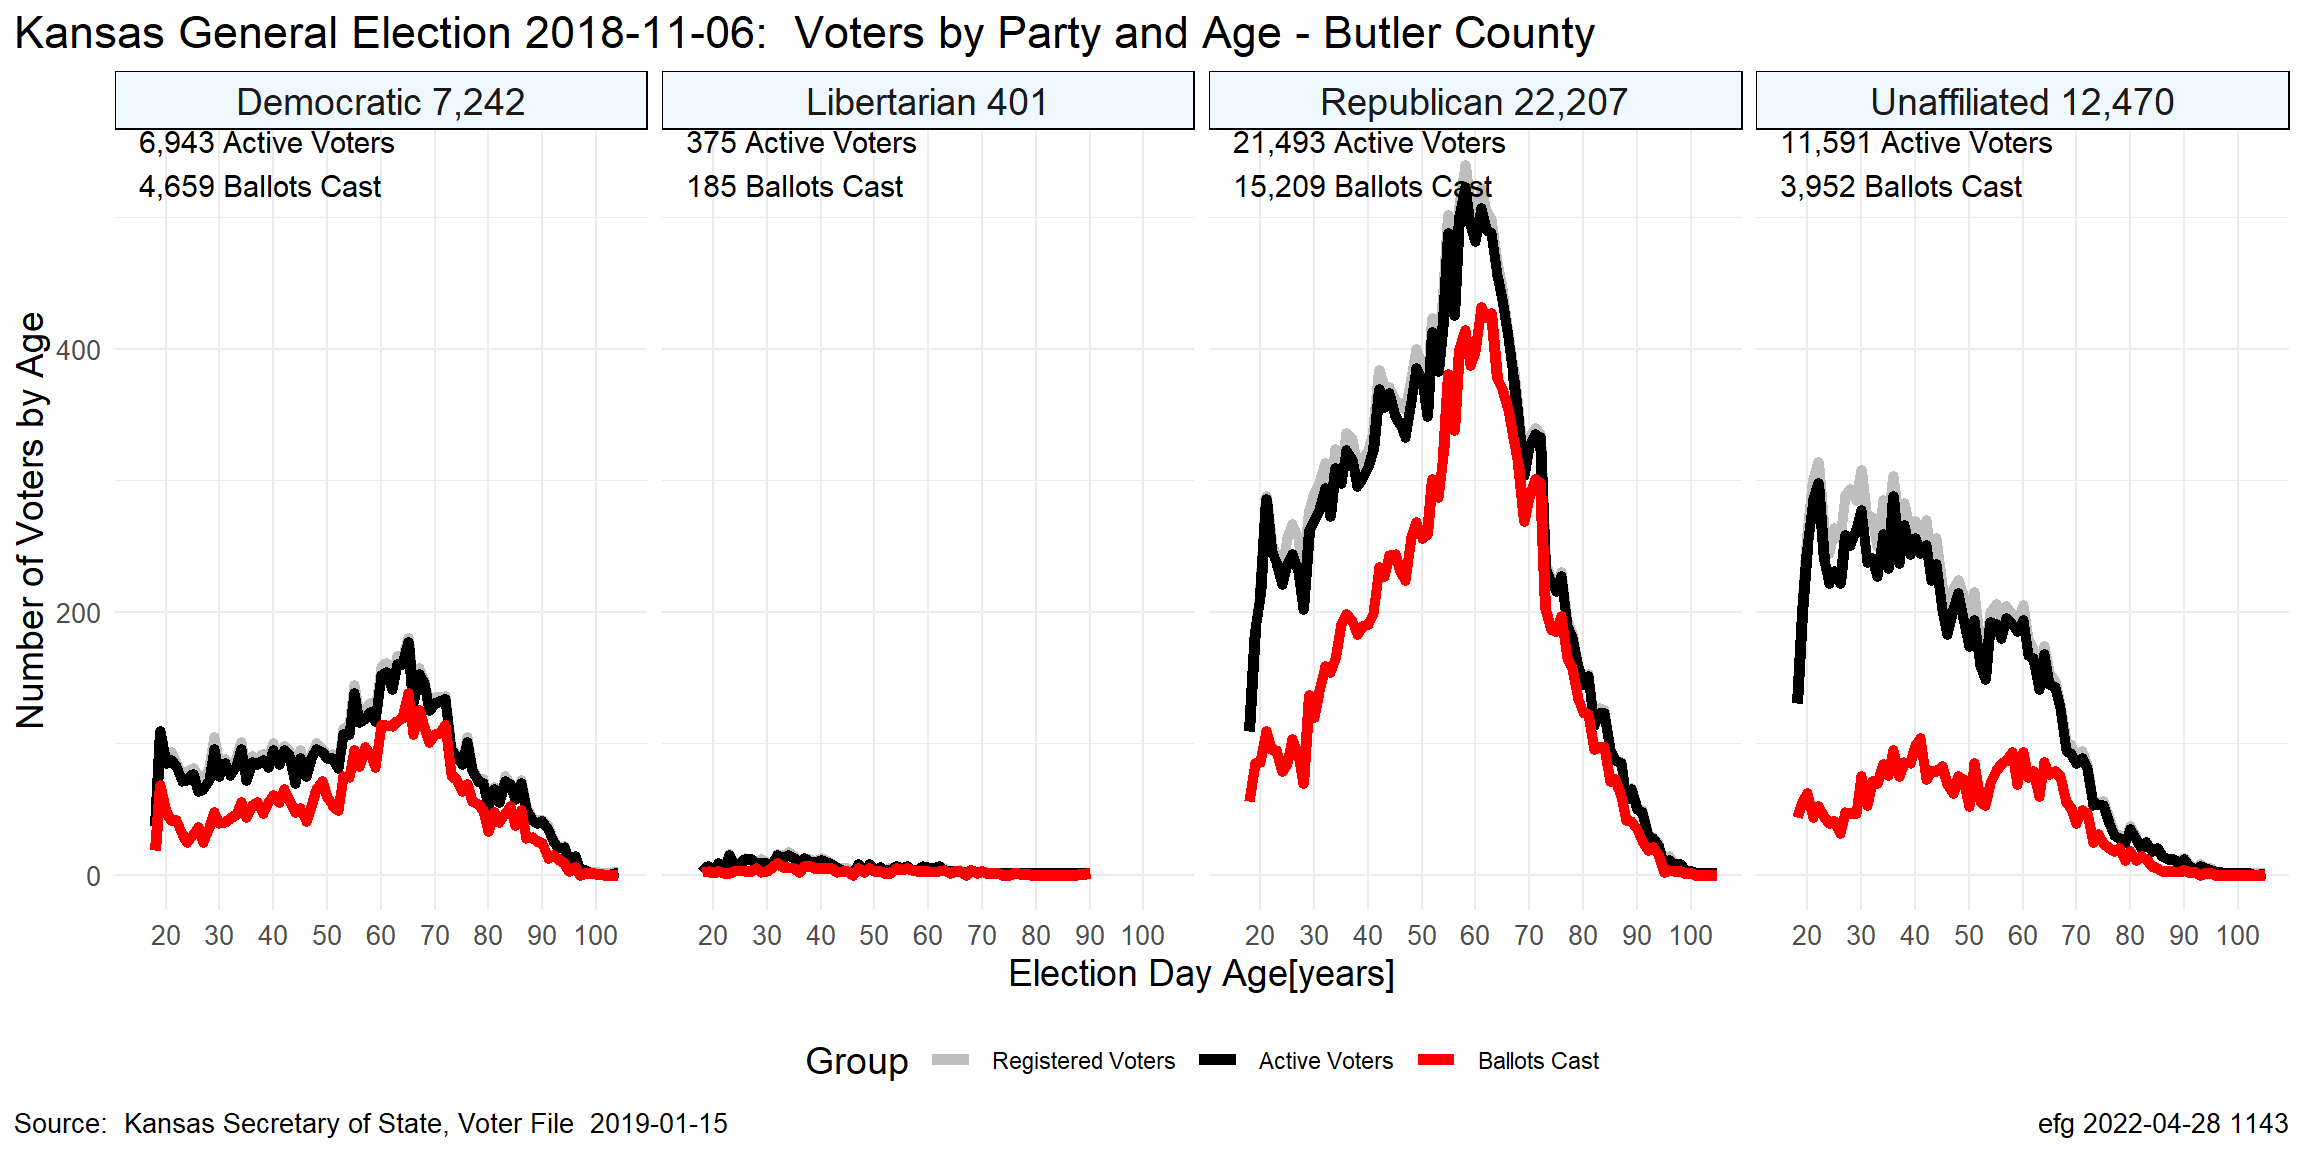 Kansas General Election 2018-11-06:  Voters by Party and Age - Butler County
Democratic 7,242
Libertarian 401
Republican 22,207
Unaffiliated 12,470
6,943 Active Voters
4,659 Ballots Cast
375 Active Voters
185 Ballots Cast
21,493 Active Voters
15,209 Ballots Cast
11,591 Active Voters
3,952 Ballots Cast
Number of Voters by Age
400
200
0
20 30 40 50 60 70 80 90 100
20 30 40 50 60 70 80 90 100
20 30 40 50 60 70 80 90 100
20 30 40 50 60 70 80 90 100
Election Day Age[years]
Group Registered Voters Active Voters Ballots Cast
Source:  Kansas Secretary of State, Voter File  2019-01-15
efg 2022-04-28 1143